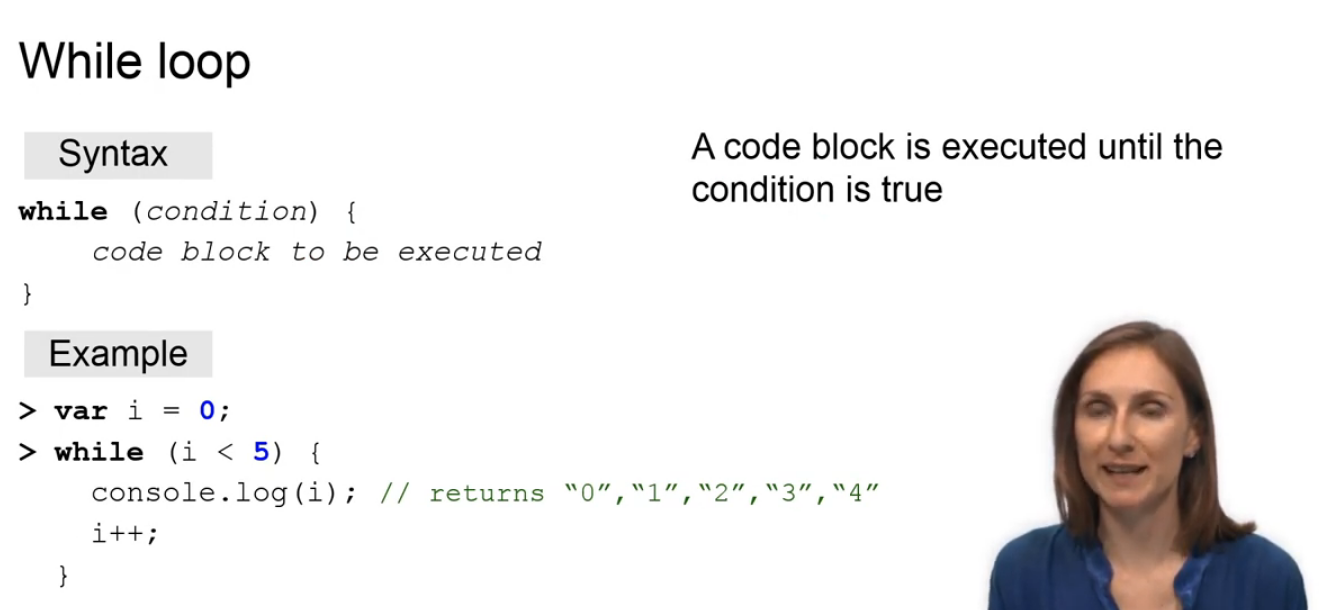 While loop
Syntax
while (condition) {
code block to be executed
}
A code block is executed until the
condition is true
Example
> var i = 0;
> while (i < 5) {
console.log(i); // returns “0”,“1”,“2”,“3”,“4”
i++;
}